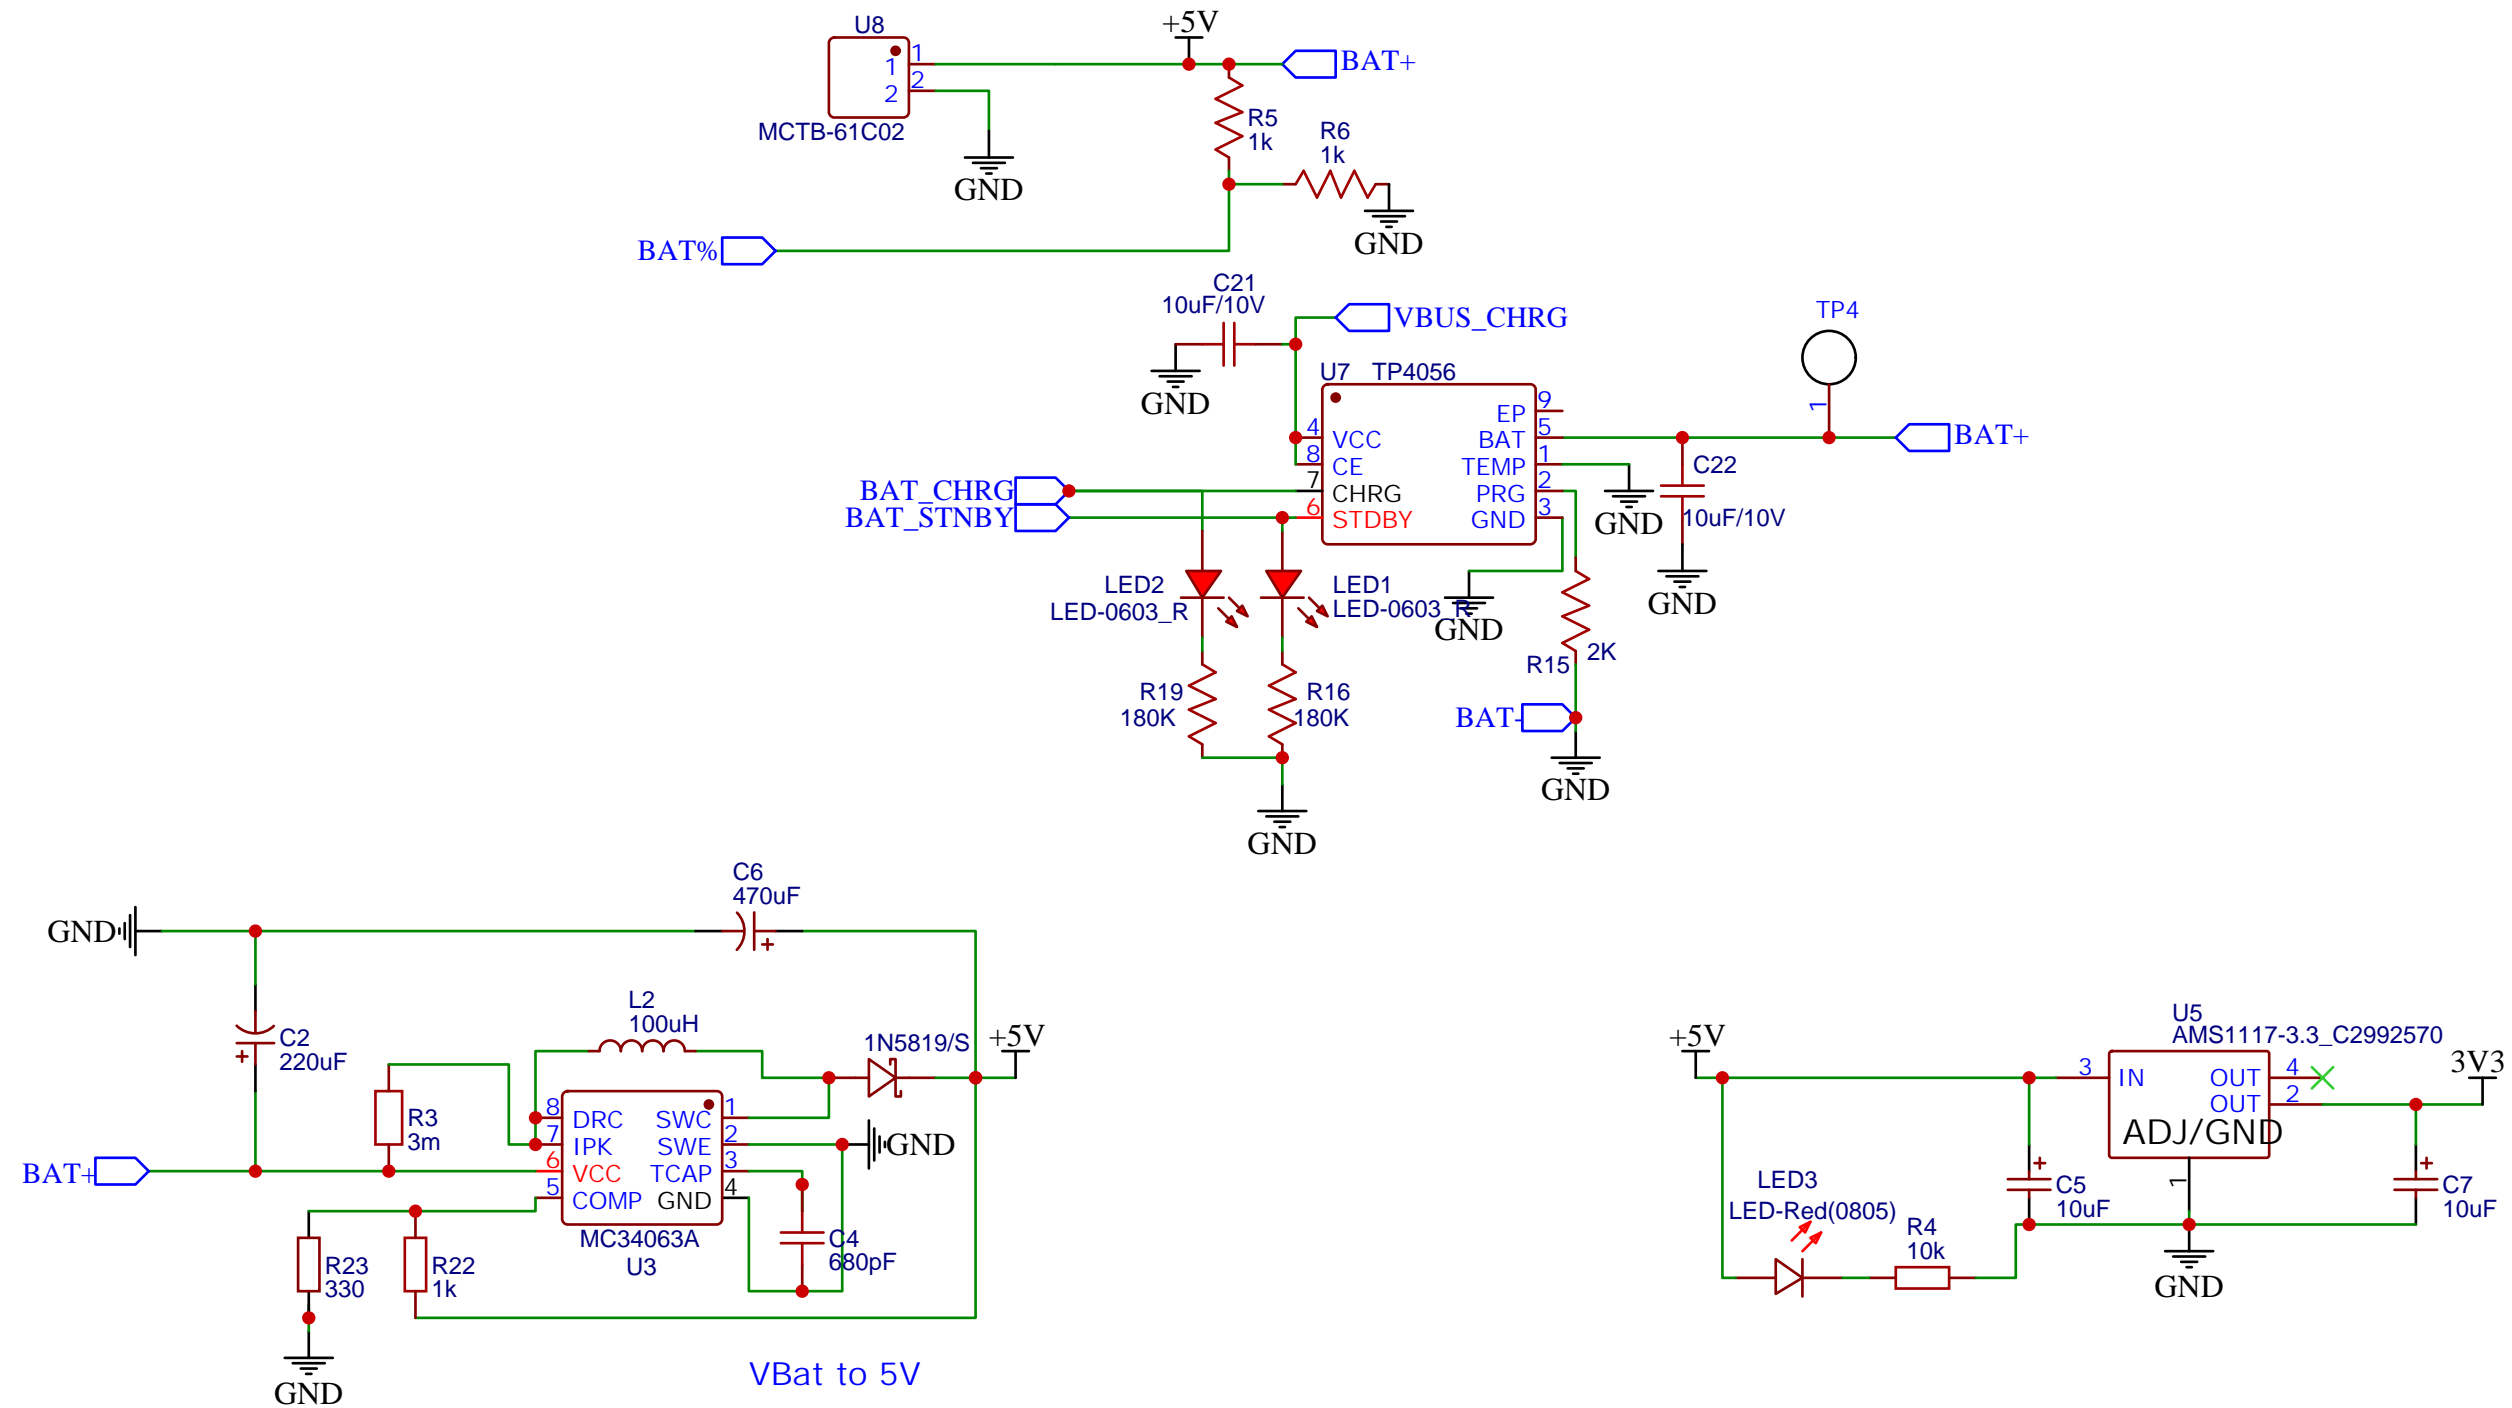 U8
1
1
2
2
MCTB-61C02
GND
+5V
BAT+
R5
1k
R6
1k
GND
BAT%
C21
10uF/10V
GND
VBUS_CHRG
U7 TP4056
4 VCC
8 CE
7 CHRG
6 STDBY
EP 9
BAT 5
TEMP 1
PRG 2
GND 3
TP4
1
BAT+
C22
10uF/10V
GND
GND
BAT_CHRG
BAT_STNBY
LED2
LED-0603_R
LED1
LED-0603_R
GND
R15
2K
R19
180K
R16
180K
BAT-
GND
GND
C6
470uF
GND
C2
220uF
L2
100uH
1N5819/S
+5V
R3
3m
BAT+
8 DRC
7 IPK
6 VCC
5 COMP
SWC 1
SWE 2
TCAP 3
GND 4
GND
MC34063A
U3
C4
680pF
R23
330
R22
1k
GND
VBat to 5V
+5V
U5
AMS1117-3.3_C2992570
3 IN
OUT 4
OUT 2
ADJ/GND
1
3V3
LED3
LED-Red(0805)
R4
10k
C5
10uF
C7
10uF
GND